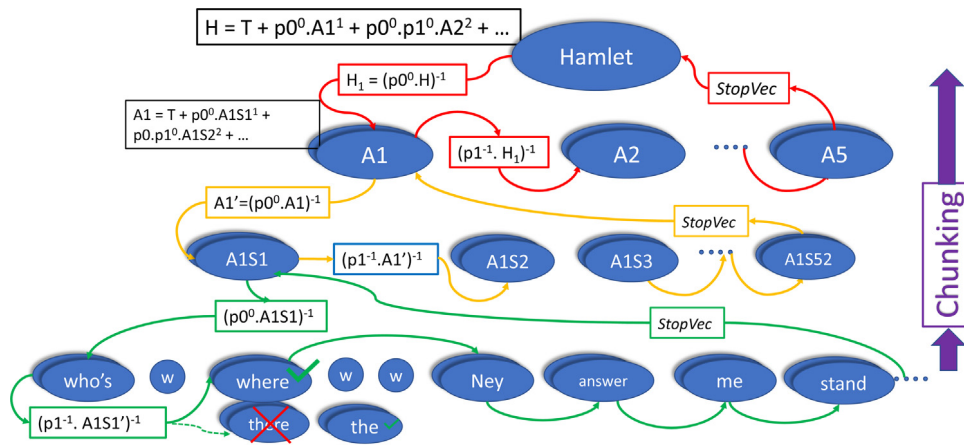 H = T + p0⁰.A1¹ + p0⁰.p1⁰.A2² + ...
Hamlet
H₁ = (p0⁰.H)⁻¹
StopVec
A1 = T + p0⁰.A1S1¹ +
p0.p1⁰.A1S2² + ...
A1
(p1⁻¹. H₁)⁻¹
A2
A5
A1’=(p0⁰.A1)⁻¹
StopVec
A1S1
(p1⁻¹.A1’)⁻¹
A1S2
A1S3
A1S52
(p0⁰.A1S1)⁻¹
StopVec
Chunking
who's
w
where
w
w
Ney
answer
me
stand
(p1⁻¹. A1S1’)⁻¹
there
the